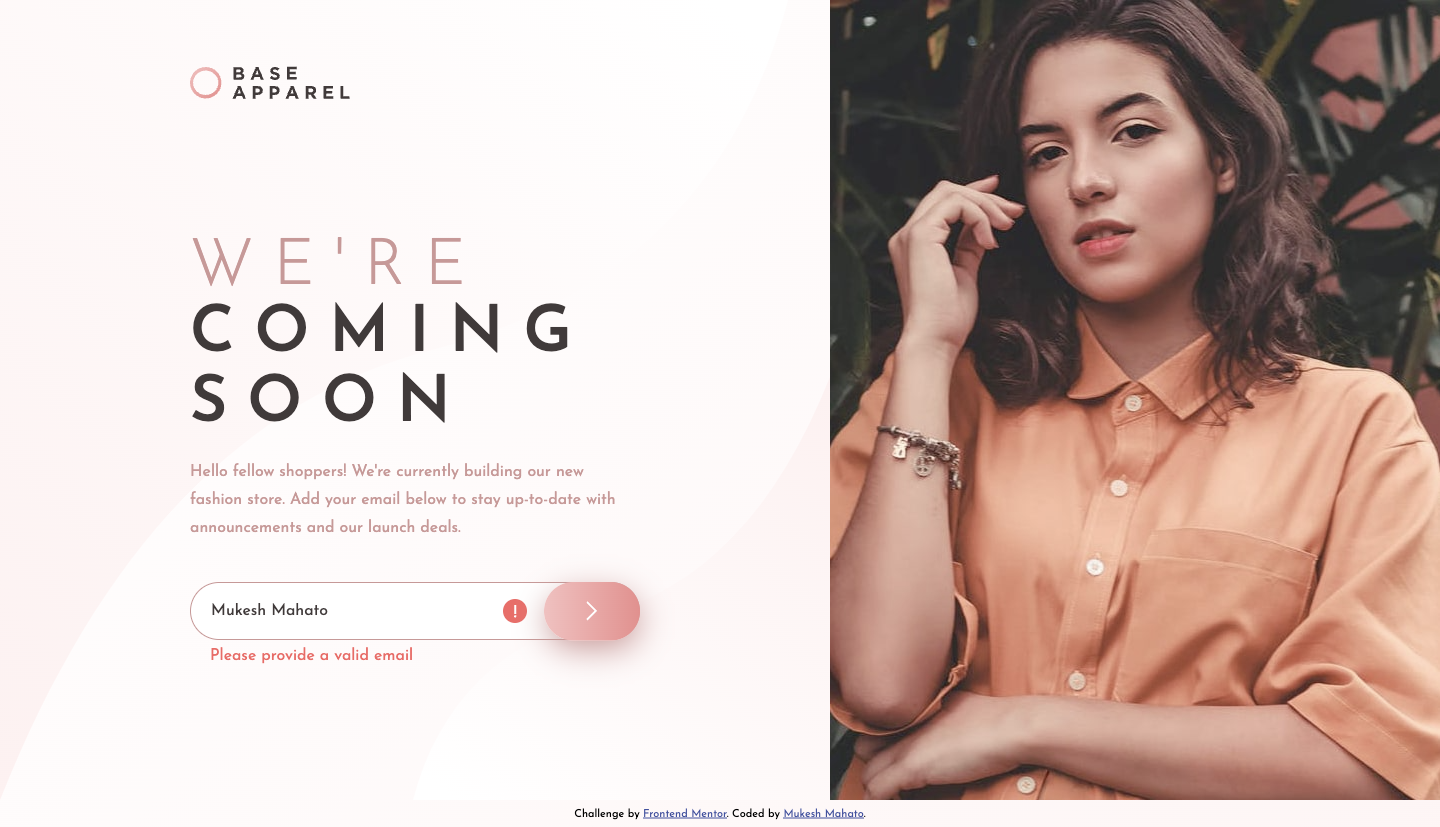 BASE
APPAREL
WE'RE
COMING
SOON
Hello fellow shoppers! We're currently building our new
fashion store. Add your email below to stay up-to-date with
announcements and our launch deals.
Mukesh Mahato
!
Please provide a valid email
Challenge by Frontend Mentor. Coded by Mukesh Mahato.